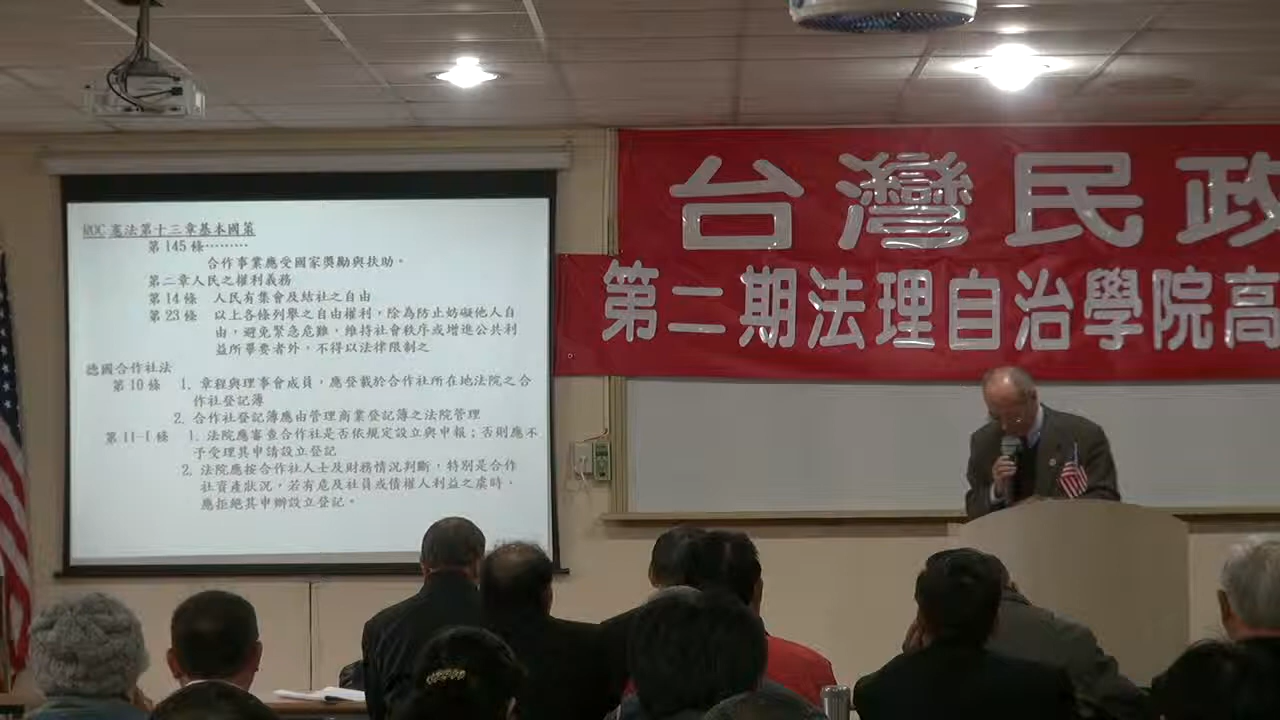 ROC 憲法第十三章基本國策
第 145 條………
合作事業應受國家獎勵與扶助。
第二章人民之權利義務
第 14 條 人民有集會及結社之自由
第 23 條 以上各條列舉之自由權利，除為防止妨礙他人自
由，避免緊急危難，維持社會秩序或增進公共利
益所畢要者外，不得以法律限制之
德國合作社法
第 10 條 1. 章程與理事會成員，應登載於合作社所在地法院之合
作社登記簿
2. 合作社登記簿應由管理商業登記簿之法院管理
第 11-1 條 1. 法院應審查合作社是否依規定設立與申報；否則應不
予受理其申請設立登記
2. 法院應按合作社人士及財務情況判斷，特別是合作
社資產狀況，若有危及社員或債權人利益之虞時，
應拒絕其申辦設立登記。
台灣民政
第二期法理自治學院高